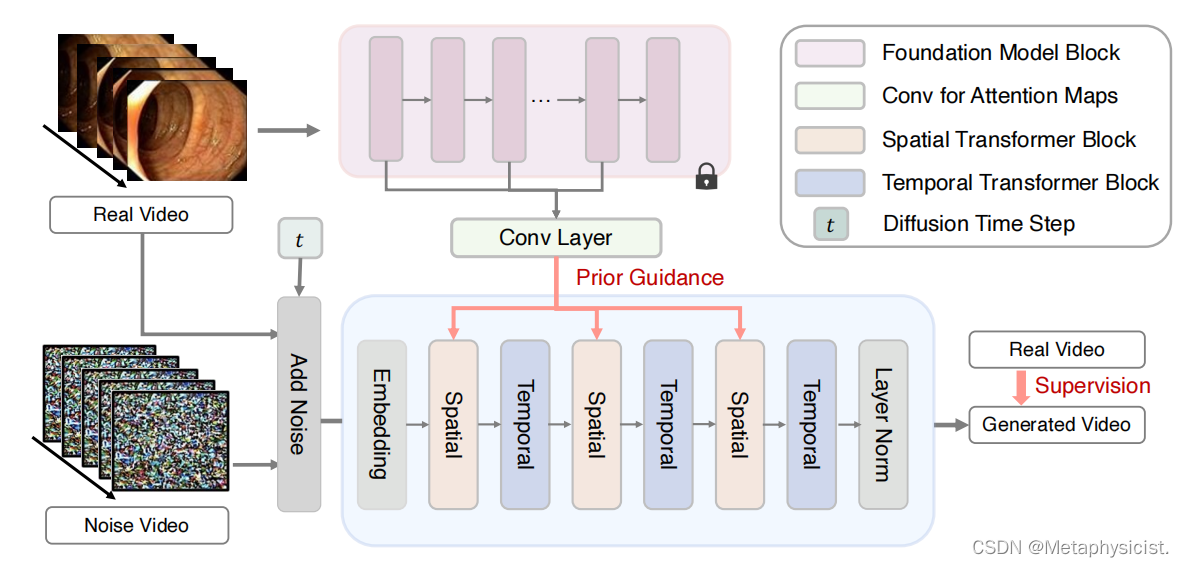 Foundation Model Block
Conv for Attention Maps
Spatial Transformer Block
Temporal Transformer Block
t
Diffusion Time Step
...
Real Video
t
Conv Layer
Prior Guidance
Add Noise
Embedding
Spatial
Temporal
Spatial
Temporal
Spatial
Temporal
Layer Norm
Real Video
Supervision
Generated Video
Noise Video
CSDN @Metaphysicist.